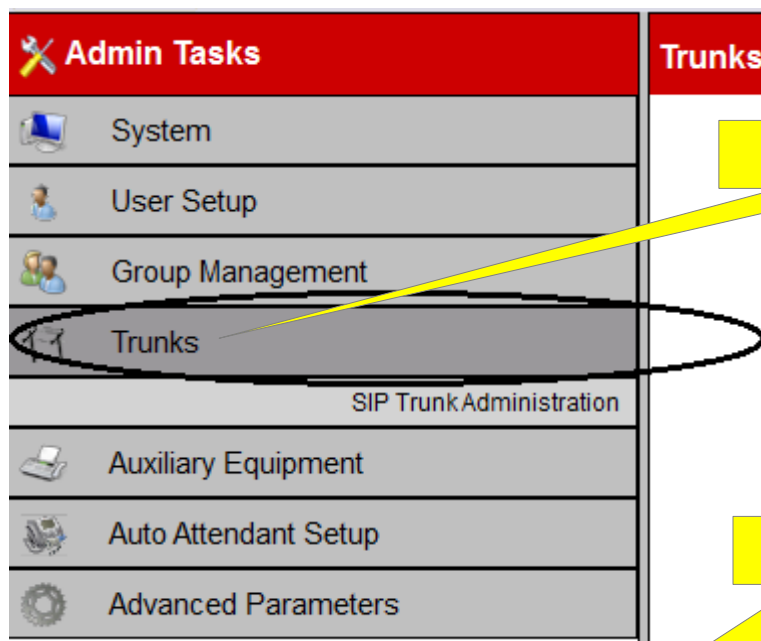 Admin Tasks
Trunks
System
User Setup
Group Management
Trunks
SIP Trunk Administration
Auxiliary Equipment
Auto Attendant Setup
Advanced Parameters